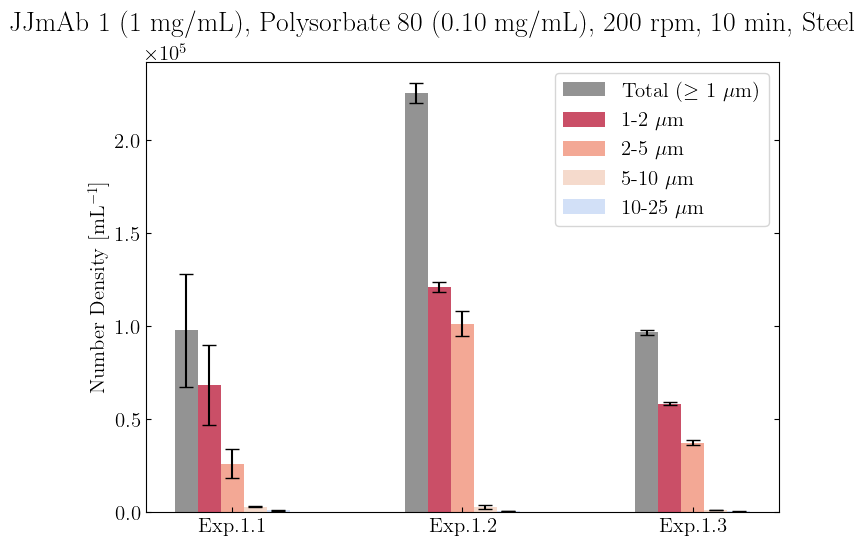 JJmAb 1 (1 mg/mL), Polysorbate 80 (0.10 mg/mL), 200 rpm, 10 min, Steel
×10⁵
Total (≥ 1 μm)
1-2 μm
2-5 μm
5-10 μm
10-25 μm
Number Density [mL⁻¹]
2.0
1.5
1.0
0.5
0.0
Exp.1.1 Exp.1.2 Exp.1.3